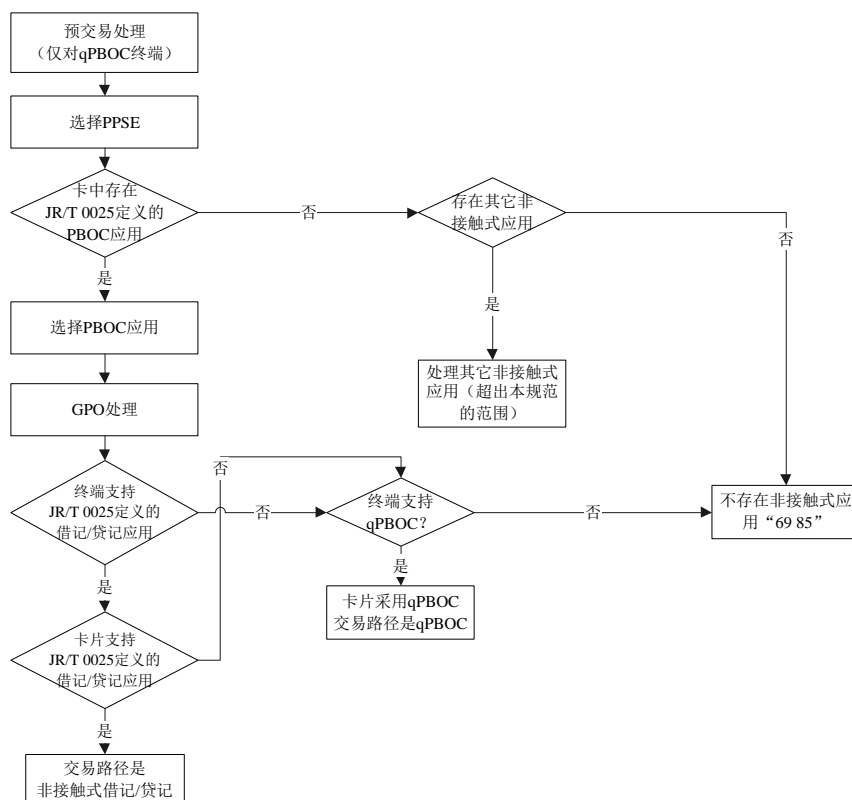 预交易处理
（仅对qPBOC终端）
选择PPSE
卡中存在
JR/T 0025定义的
PBOC应用
否
存在其它非
接触式应用
否
是
是
选择PBOC应用
处理其它非接触式
应用（超出本规范
的范围）
GPO处理
否
终端支持
JR/T 0025定义的
借记/贷记应用
否
终端支持
qPBOC？
否
不存在非接触式应
用“69 85”
是
是
卡片采用qPBOC
交易路径是qPBOC
卡片支持
JR/T 0025定义的
借记/贷记应用
是
交易路径是
非接触式借记/贷记